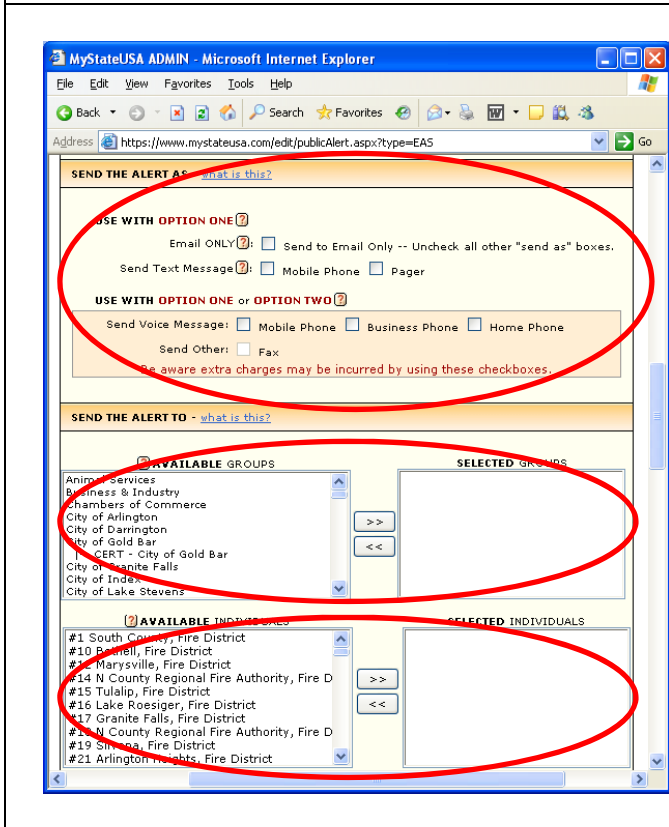 MyStateUSA ADMIN - Microsoft Internet Explorer
File Edit View Favorites Tools Help
Back Search Favorites
Address https://www.mystateusa.com/edit/publicAlert.aspx?type=EAS Go
SEND THE ALERT AS - what is this?
USE WITH OPTION ONE ?
Email ONLY ?: Send to Email Only -- Uncheck all other "send as" boxes.
Send Text Message ?: Mobile Phone Pager
USE WITH OPTION ONE or OPTION TWO ?
Send Voice Message: Mobile Phone Business Phone Home Phone
Send Other: Fax
Be aware extra charges may be incurred by using these checkboxes.
SEND THE ALERT TO - what is this?
? AVAILABLE GROUPS SELECTED GROUPS
Animal Services
Business & Industry
Chambers of Commerce
City of Arlington
City of Darrington
City of Gold Bar
| CERT - City of Gold Bar
City of Granite Falls
City of Index
City of Lake Stevens
>>
<<
? AVAILABLE INDIVIDUALS SELECTED INDIVIDUALS
#1 South County, Fire District
#10 Bothell, Fire District
#12 Marysville, Fire District
#14 N County Regional Fire Authority, Fire D
#15 Tulalip, Fire District
#16 Lake Roesiger, Fire District
#17 Granite Falls, Fire District
#18 N County Regional Fire Authority, Fire D
#19 Silvana, Fire District
#21 Arlington Heights, Fire District
>>
<<